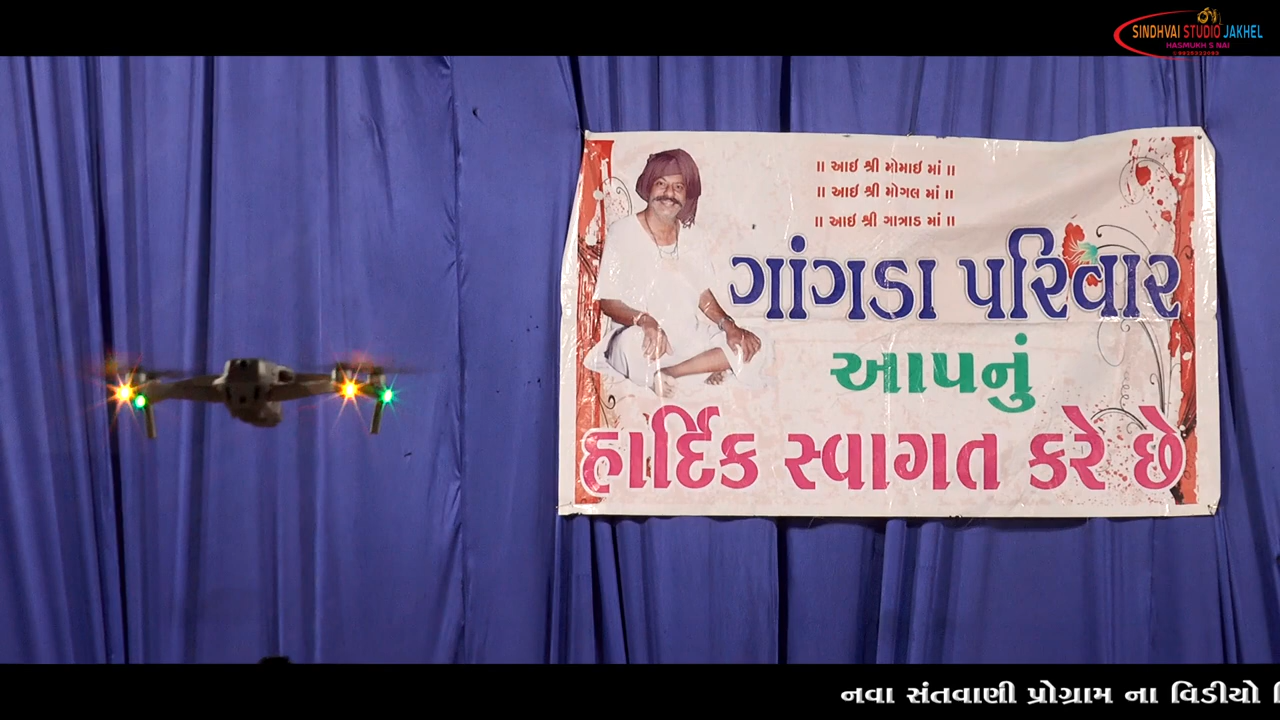 SINDHVAI STUDIO JAKHEL
HASMUKH S NAI
॥ આઈ શ્રી મોમાઈ માં ॥
॥ આઈ શ્રી મોગલ માં ॥
॥ આઈ શ્રી ગાત્રાડ માં ॥
ગાંગડા પરિવાર
આપનું
હાર્દિક સ્વાગત કરે છે
નવા સંતવાણી પ્રોગ્રામ ના વિડીયો